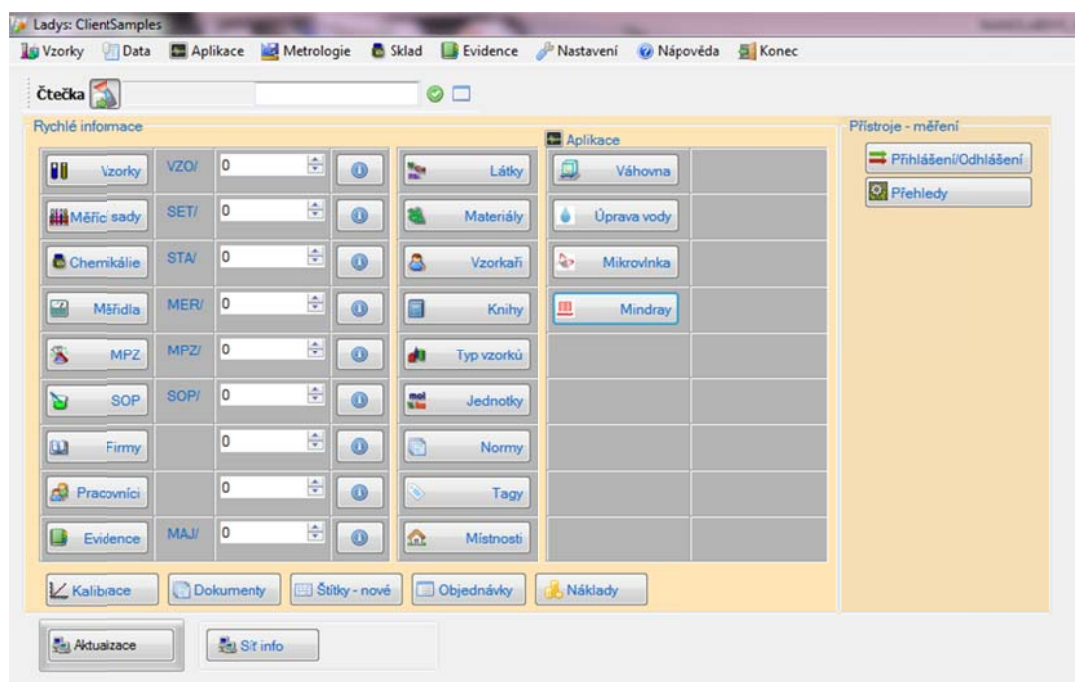 Ladys: ClientSamples
Vzorky Data Aplikace Metrologie Sklad Evidence Nastavení Nápověda Konec
Čtečka
Rychlé informace Aplikace Přístroje - měření
Vzorky VZO/ 0 Látky Váhovna Přihlášení/Odhlášení
Měřicí sady SET/ 0 Materiály Úprava vody Přehledy
Chemikálie STA/ 0 Vzorkaři Mikrovlnka
Měřidla MER/ 0 Knihy Mindray
MPZ MPZ/ 0 Typ vzorků
SOP SOP/ 0 mol Jednotky
Firmy 0 Normy
Pracovníci 0 Tagy
Evidence MAJ/ 0 Místnosti
Kalibrace Dokumenty Štítky - nové Objednávky Náklady
Aktualzace Síť info